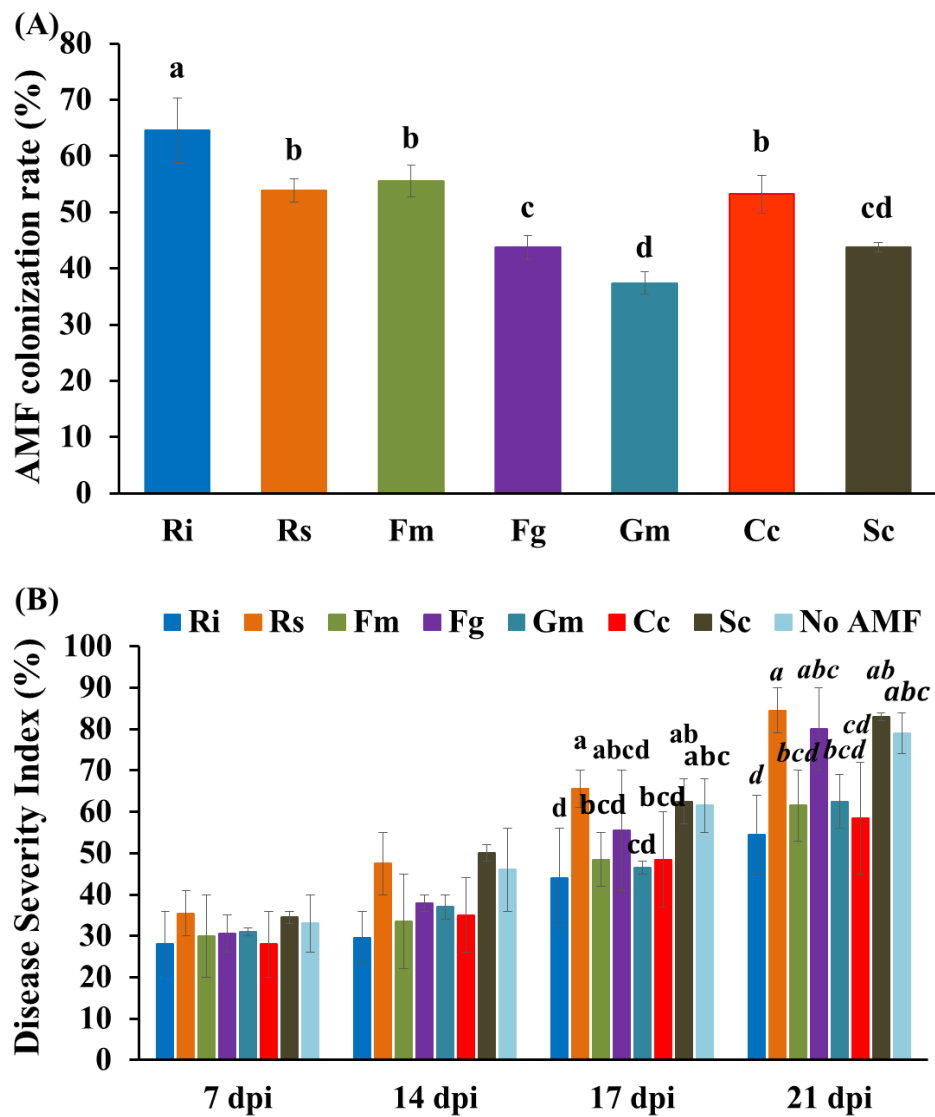 (A)
AMF colonization rate (%)
80
70
60
50
40
30
20
10
0
a
b
b
c
d
b
cd
Ri Rs Fm Fg Gm Cc Sc
(B)
Ri Rs Fm Fg Gm Cc Sc No AMF
Disease Severity Index (%)
100
90
80
70
60
50
40
30
20
10
0
d
a
bcd
abcd
cd
bcd
ab
abc
d
a
bcd
abc
bcd
cd
ab
abc
7 dpi 14 dpi 17 dpi 21 dpi